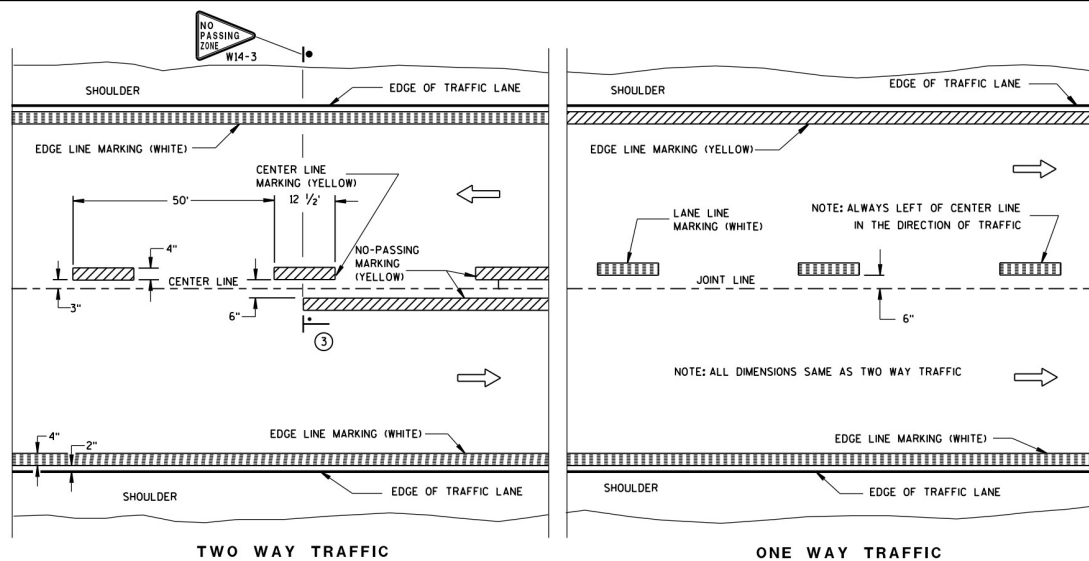 NO
PASSING
ZONE
W14-3
SHOULDER
EDGE OF TRAFFIC LANE
EDGE LINE MARKING (WHITE)
CENTER LINE
MARKING (YELLOW)
50'
12 ½'
4"
NO-PASSING
MARKING
(YELLOW)
CENTER LINE
3"
6"
3
4"
2"
EDGE LINE MARKING (WHITE)
SHOULDER
EDGE OF TRAFFIC LANE
TWO WAY TRAFFIC
SHOULDER
EDGE OF TRAFFIC LANE
EDGE LINE MARKING (YELLOW)
LANE LINE
MARKING (WHITE)
NOTE: ALWAYS LEFT OF CENTER LINE
IN THE DIRECTION OF TRAFFIC
JOINT LINE
6"
NOTE: ALL DIMENSIONS SAME AS TWO WAY TRAFFIC
EDGE LINE MARKING (WHITE)
SHOULDER
EDGE OF TRAFFIC LANE
ONE WAY TRAFFIC